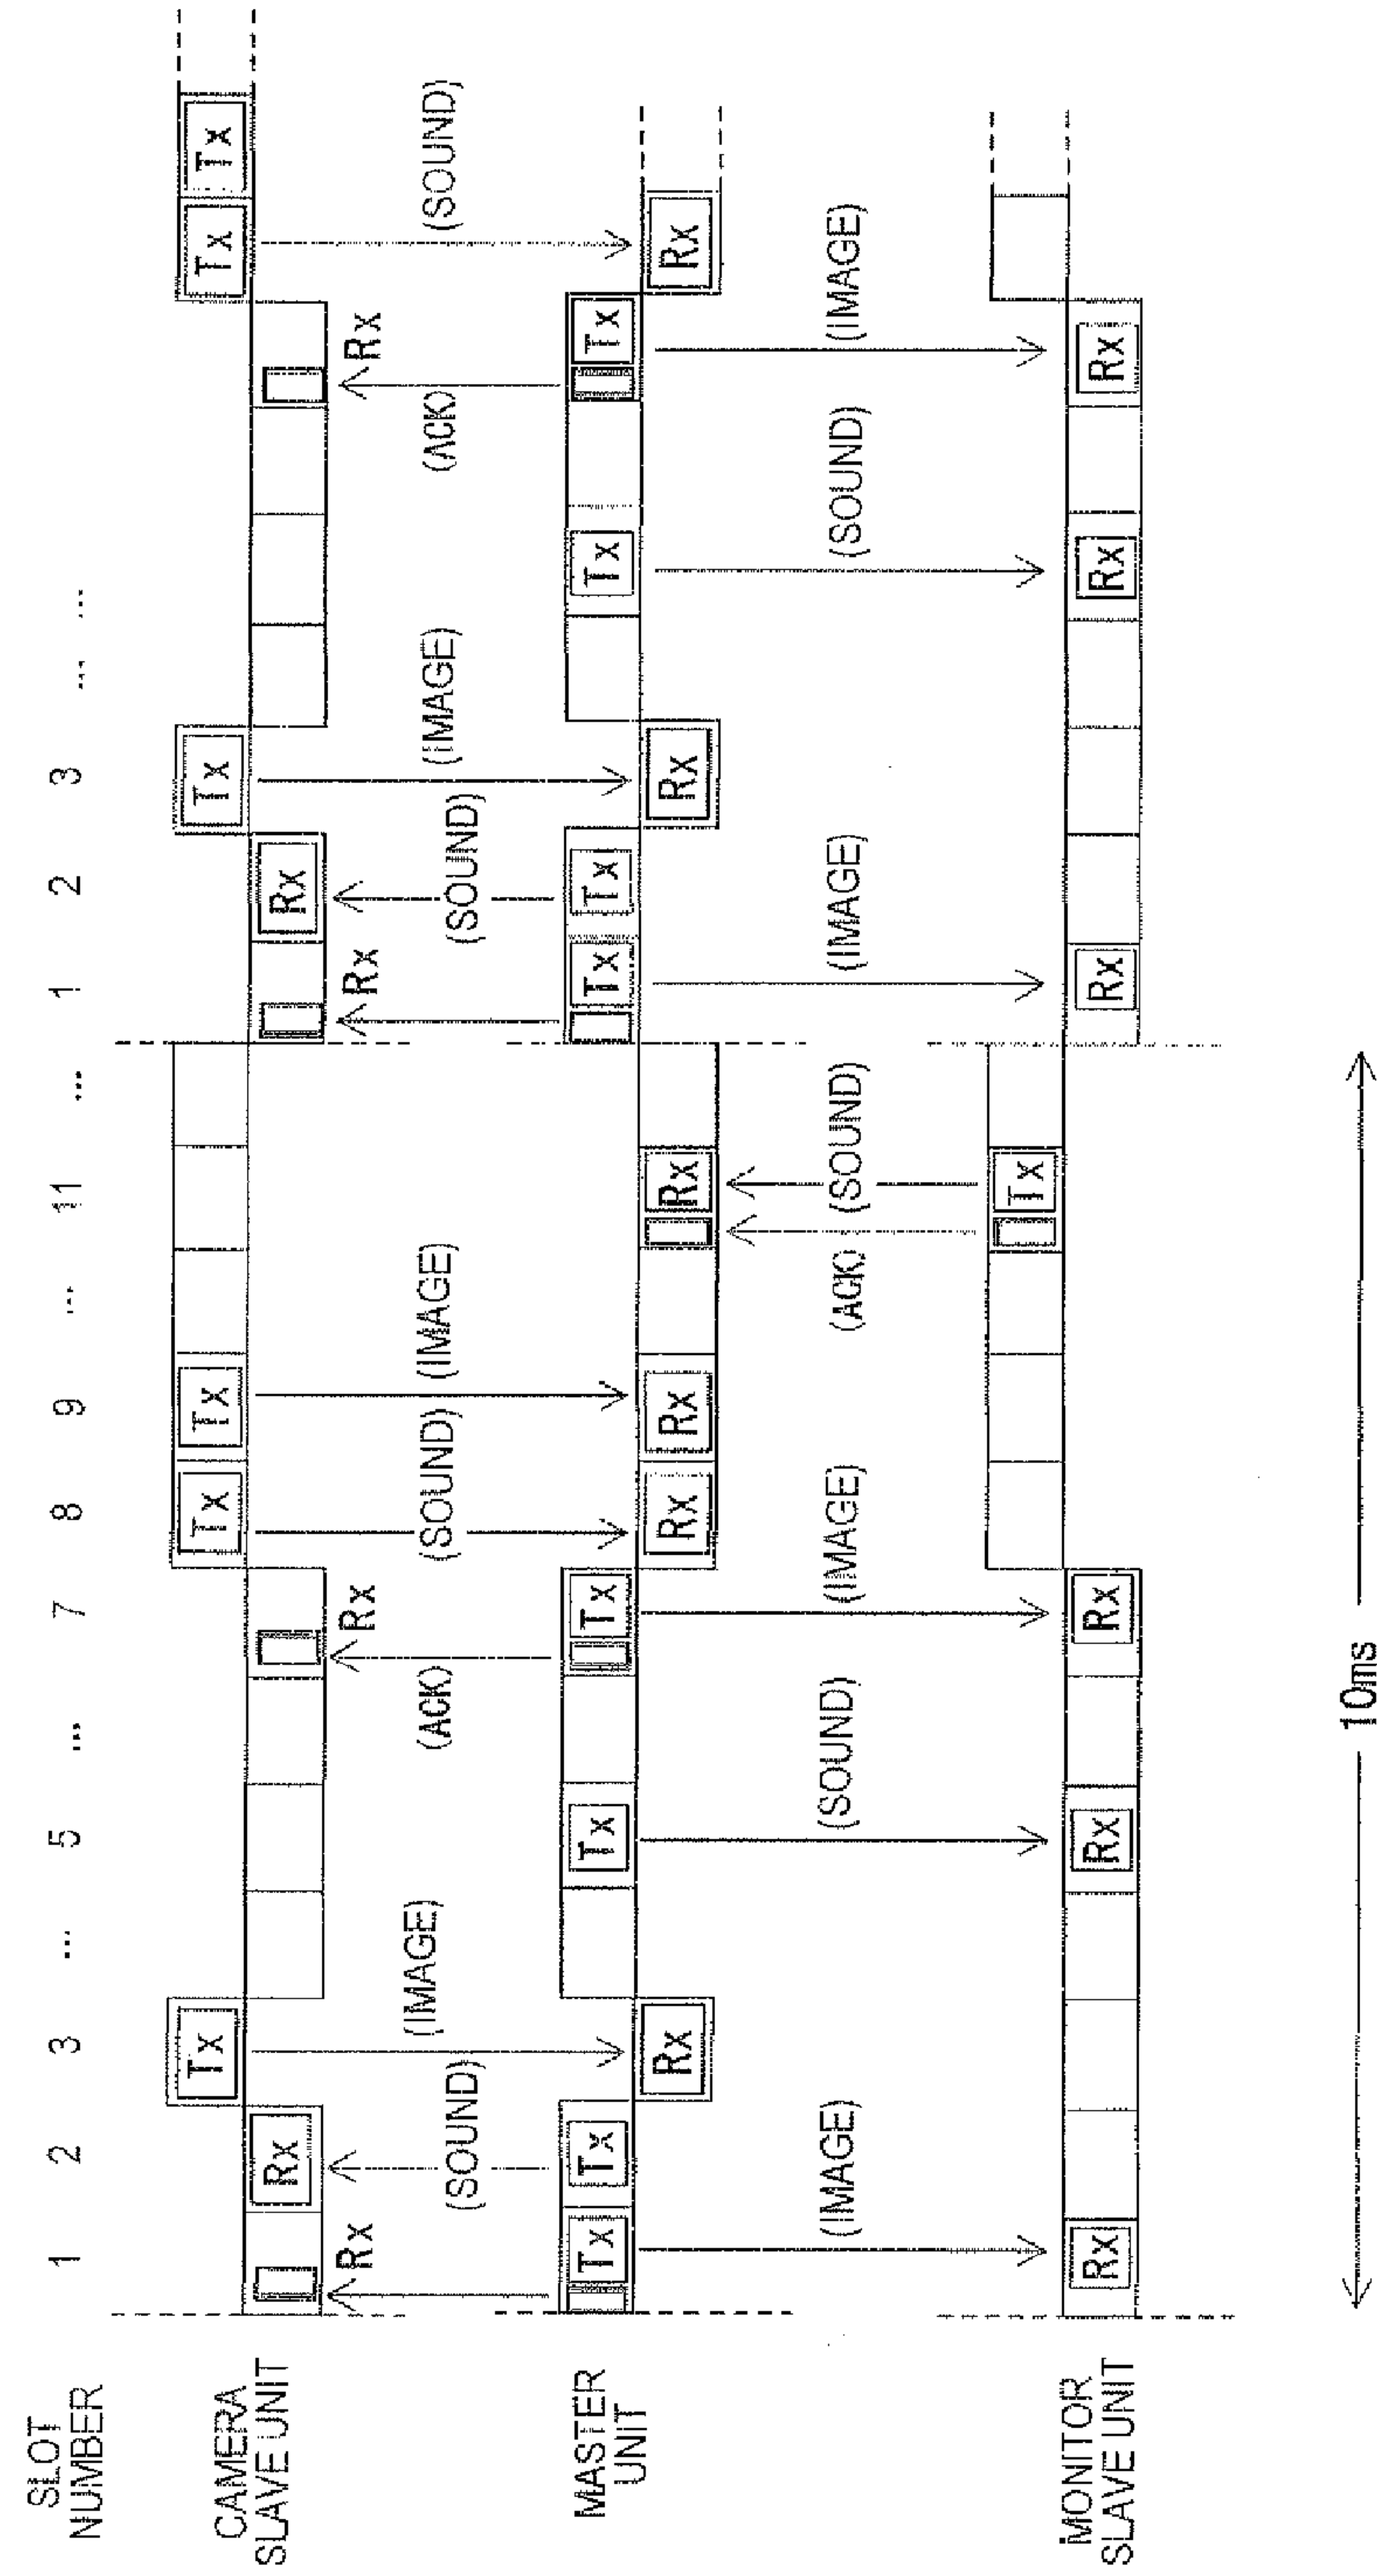 SLOT
NUMBER
1 2 3 ... 5 ... 7 8 9 ... 11 ... 1 2 3 ... ...
CAMERA
SLAVE UNIT
Rx Tx Tx Tx Rx Tx Tx Tx
Rx Rx Rx Rx
(SOUND) (IMAGE) (ACK) (SOUND) (IMAGE) (SOUND) (IMAGE) (ACK) (SOUND)
MASTER
UNIT
Tx Tx Tx Tx Tx Tx Tx Tx
Rx Rx Rx Rx Rx Rx
(IMAGE) (SOUND) (IMAGE) (ACK) (SOUND) (IMAGE) (SOUND) (IMAGE)
MONITOR
SLAVE UNIT
Tx
Rx Rx Rx Rx Rx Rx
10ms